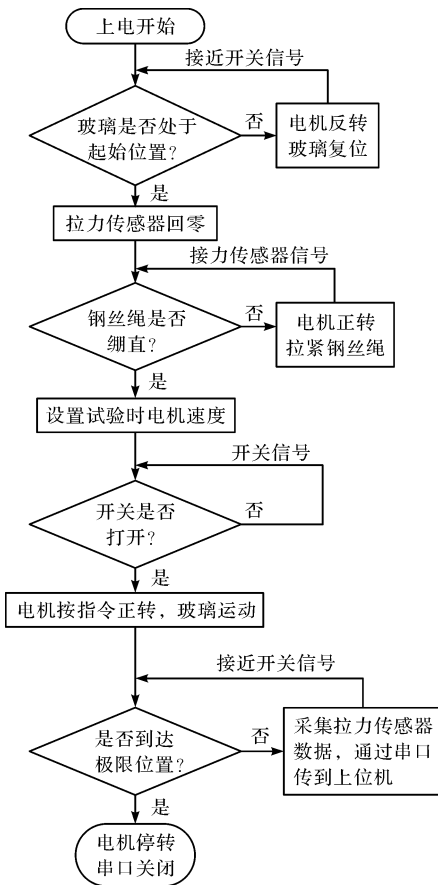 上电开始
接近开关信号
玻璃是否处于
起始位置?
否
电机反转
玻璃复位
是
拉力传感器回零
接力传感器信号
钢丝绳是否
绷直?
否
电机正转
拉紧钢丝绳
是
设置试验时电机速度
开关信号
开关是否
打开?
否
是
电机按指令正转，玻璃运动
接近开关信号
是否到达
极限位置?
否
采集拉力传感器
数据，通过串口
传到上位机
是
电机停转
串口关闭